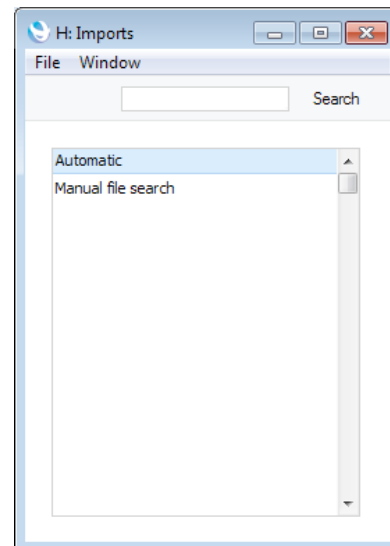 H: Imports
File Window
Search
Automatic
Manual file search